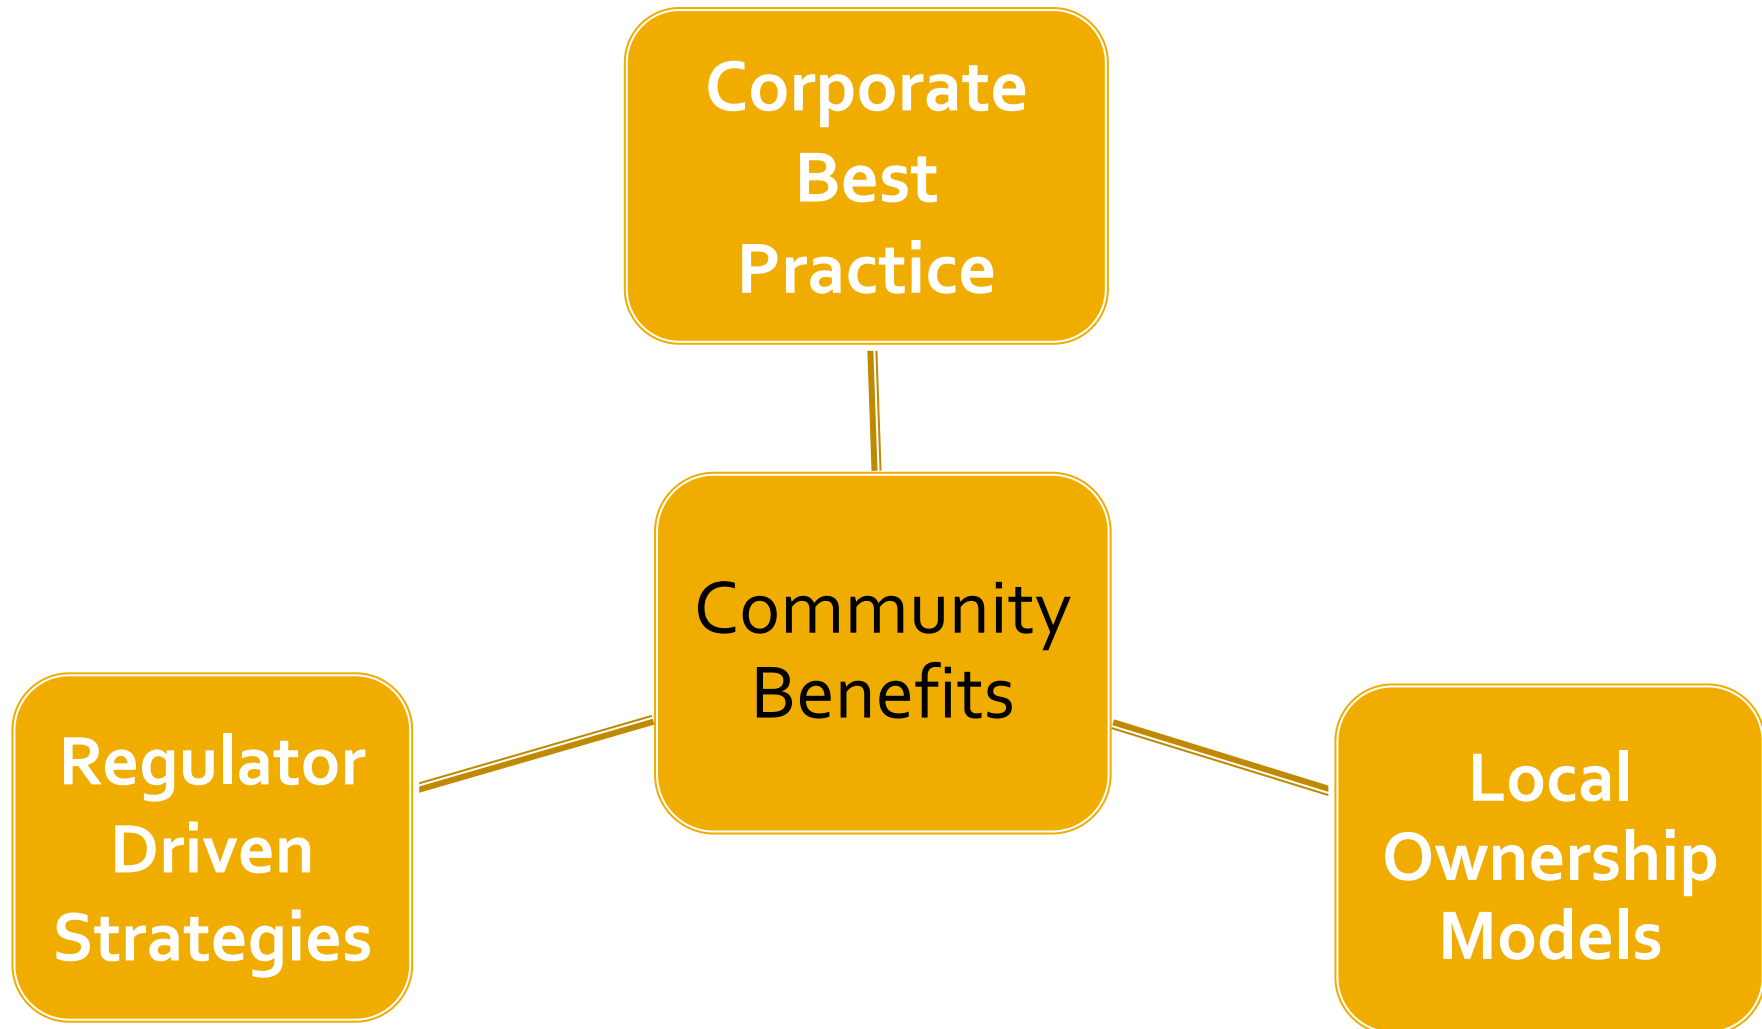 Corporate
Best
Practice
Community
Benefits
Regulator
Driven
Strategies
Local
Ownership
Models